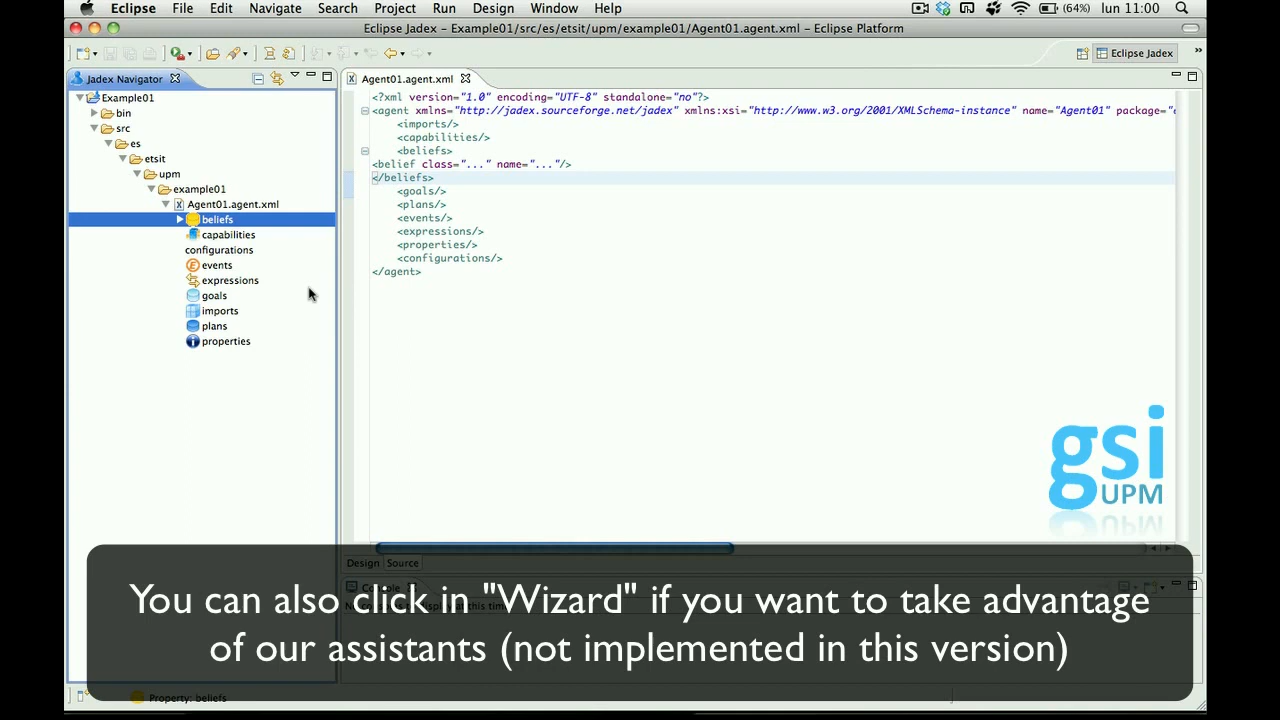 Eclipse File Edit Navigate Search Project Run Design Window Help (64%) lun 11:00
Eclipse Jadex - Example01/src/es/etsit/upm/example01/Agent01.agent.xml - Eclipse Platform
Eclipse Jadex
Jadex Navigator
Agent01.agent.xml
Example01
bin
src
es
etsit
upm
example01
Agent01.agent.xml
beliefs
capabilities
configurations
events
expressions
goals
imports
plans
properties
<?xml version="1.0" encoding="UTF-8" standalone="no"?>
<agent xmlns="http://jadex.sourceforge.net/jadex" xmlns:xsi="http://www.w3.org/2001/XMLSchema-instance" name="Agent01" package="
<imports/>
<capabilities/>
<beliefs>
<belief class="..." name="..."/>
</beliefs>
<goals/>
<plans/>
<events/>
<expressions/>
<properties/>
<configurations/>
</agent>
gsi
UPM
Design Source
Console
You can also click in "Wizard" if you want to take advantage
of our assistants (not implemented in this version)
Property: beliefs